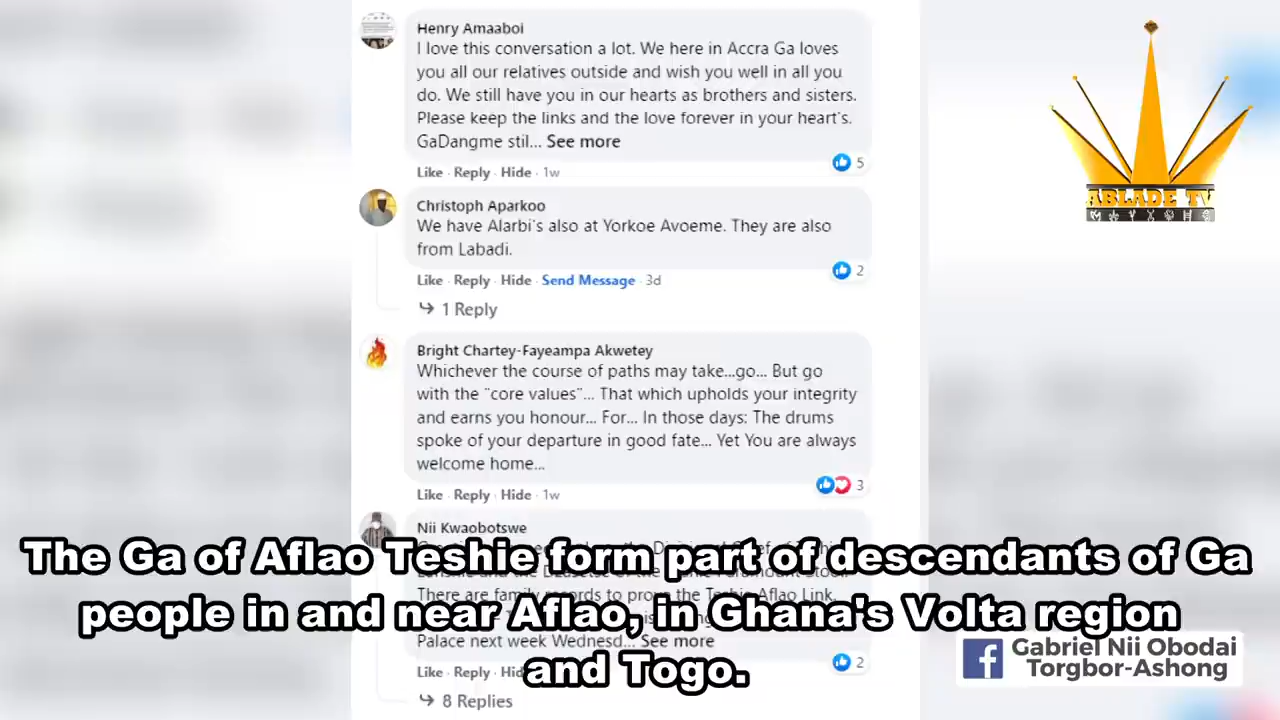 Henry Amaaboi
I love this conversation a lot. We here in Accra Ga loves
you all our relatives outside and wish you well in all you
do. We still have you in our hearts as brothers and sisters.
Please keep the links and the love forever in your heart's.
GaDangme stil... See more
Like · Reply · Hide · 1w
5
Christoph Aparkoo
We have Alarbi's also at Yorkoe Avoeme. They are also
from Labadi.
Like · Reply · Hide · Send Message · 3d
2
1 Reply
Bright Chartey-Fayeampa Akwetey
Whichever the course of paths may take...go... But go
with the "core values"... That which upholds your integrity
and earns you honour... For... In those days: The drums
spoke of your departure in good fate... Yet You are always
welcome home...
Like · Reply · Hide · 1w
3
Nii Kwaobotswe
There are family records to prove the Teshie Aflao Link.
Palace next week Wednesd... See more
Like · Reply
2
8 Replies
The Ga of Aflao Teshie form part of descendants of Ga
people in and near Aflao, in Ghana's Volta region
and Togo.
ABLADE TV
Gabriel Nii Obodai
Torgbor-Ashong